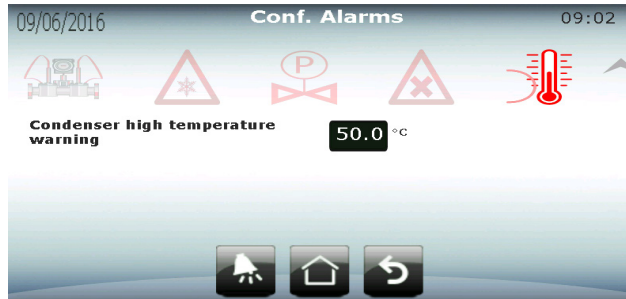 09/06/2016 Conf. Alarms 09:02
P
Condenser high temperature
warning
50.0 °C